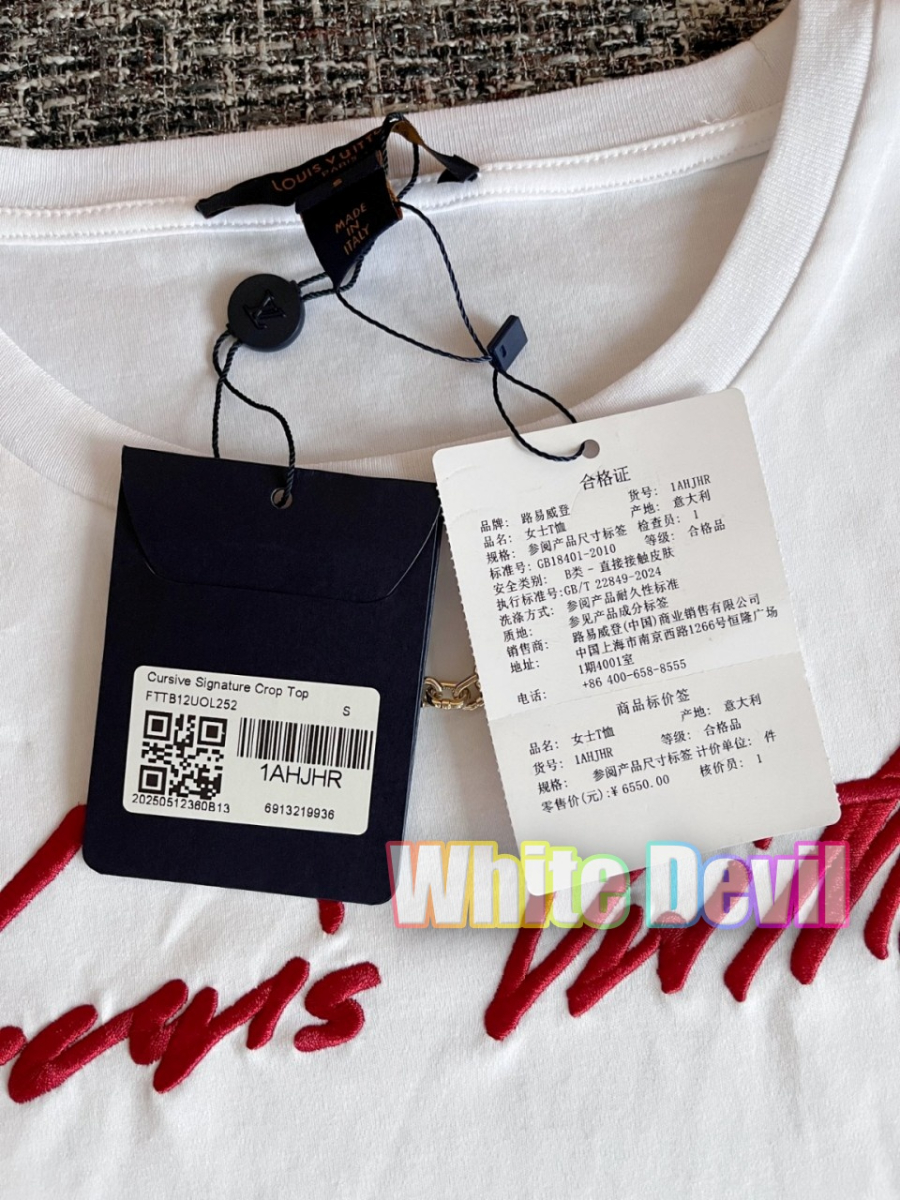 LOUIS VUITTON
PARIS
S
MADE
IN
ITALY
Cursive Signature Crop Top
FTTB12UOL252
S
1AHJHR
20250512360B13
6913219936
合格证
品牌: 路易威登 货号: 1AHJHR
品名: 女士T恤 产地: 意大利
规格: 参阅产品尺寸标签 检查员: 1
标准号: GB18401-2010 等级: 合格品
安全类别: B类 - 直接接触皮肤
执行标准号:GB/T 22849-2024
洗涤方式: 参阅产品耐久性标签
质地: 参见产品成分标签
销售商: 路易威登(中国)商业销售有限公司
地址: 中国上海市南京西路1266号恒隆广场
1期4001室
电话: +86 400-658-8555
商品标价签
品名: 女士T恤 产地: 意大利
货号: 1AHJHR 等级: 合格品
规格: 参阅产品尺寸标签 计价单位: 件
零售价(元):¥ 6550.00 核价员: 1
White Devil